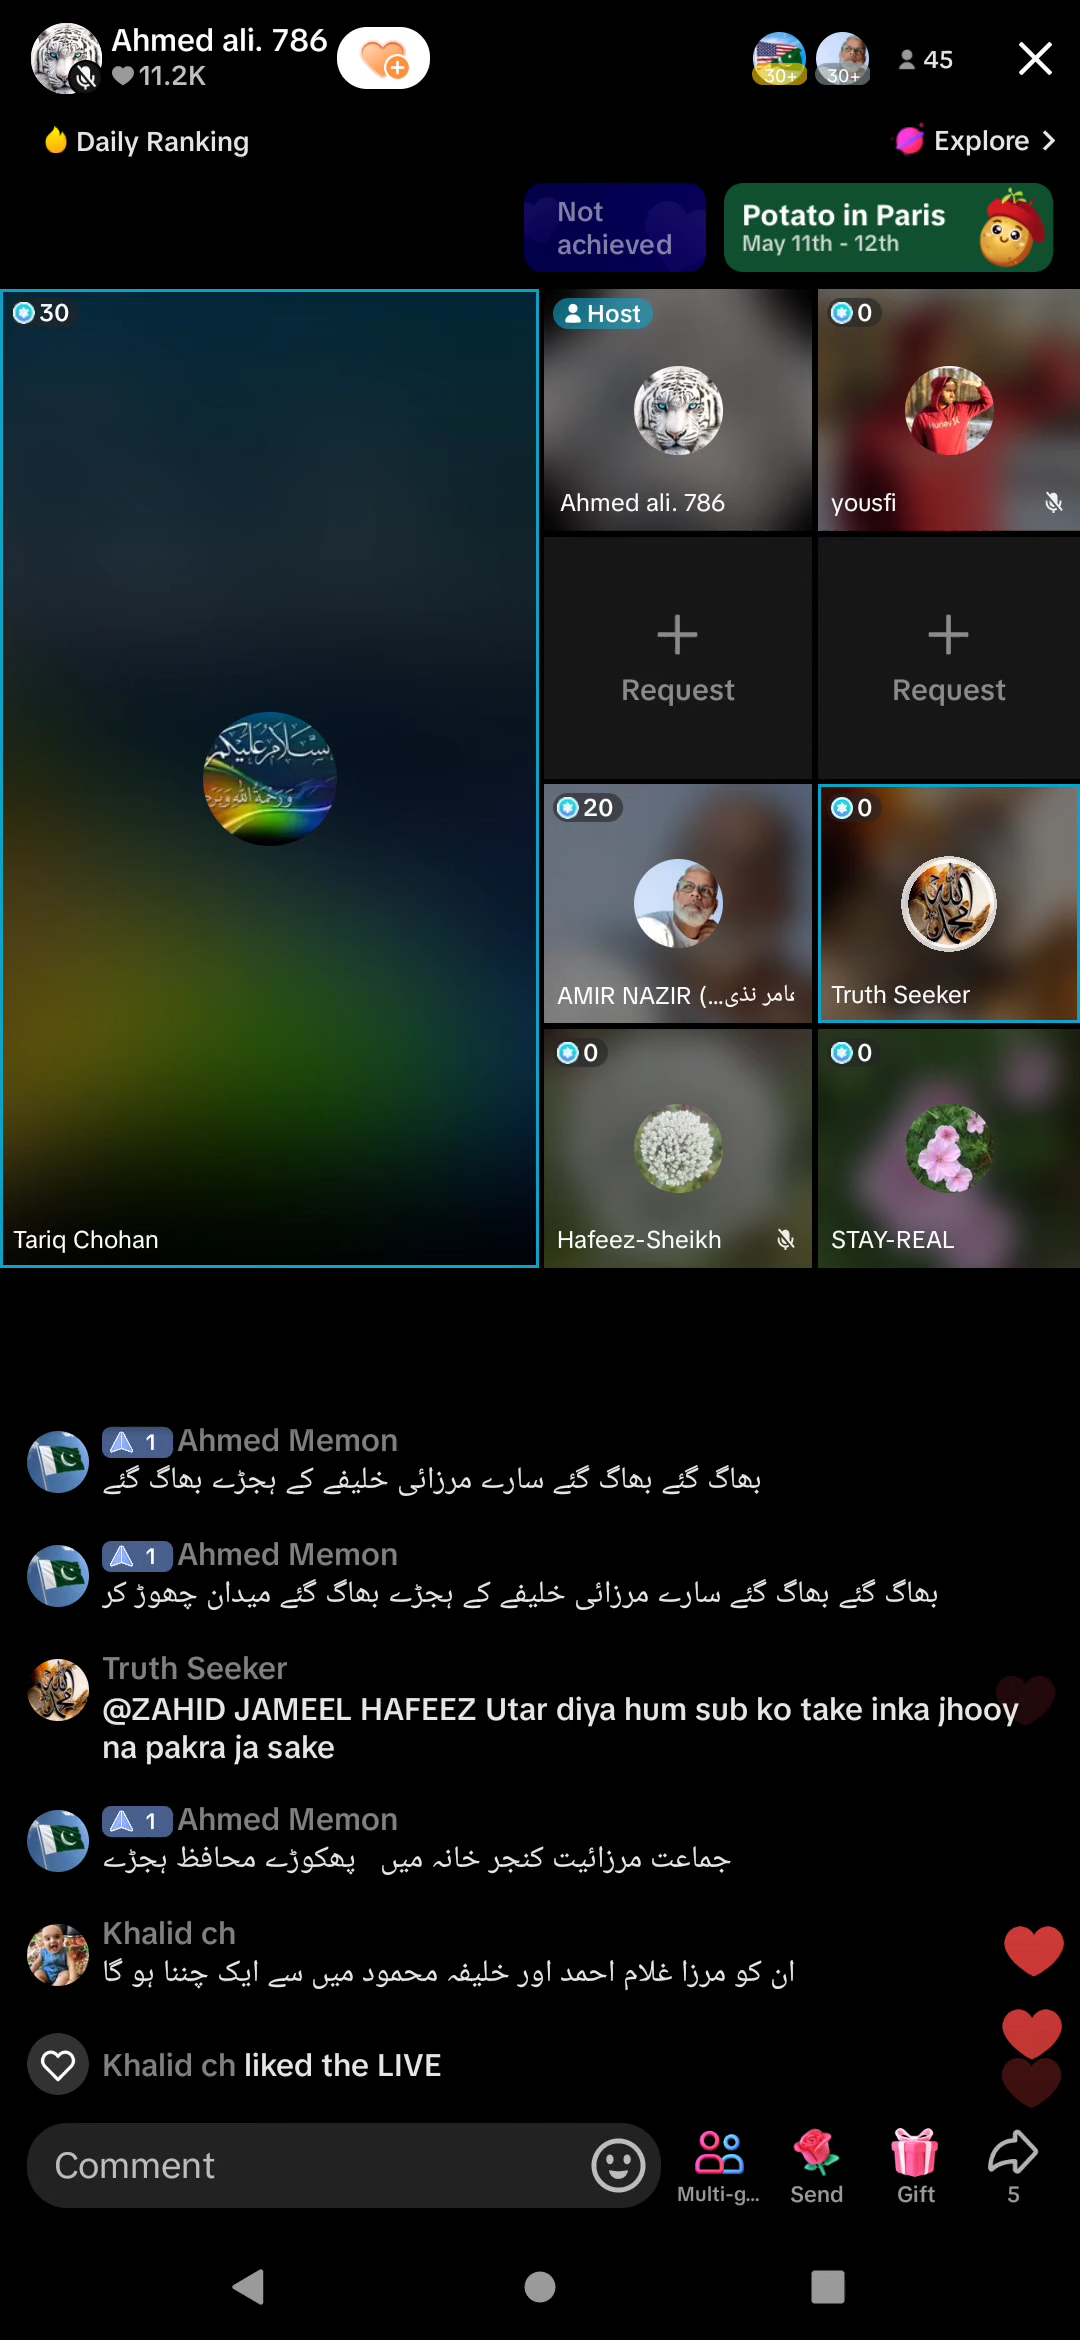 Ahmed ali. 786
11.2K
30+
30+
45
Daily Ranking
Explore
Not
achieved
Potato in Paris
May 11th - 12th
30
Host
0
Ahmed ali. 786
yousfi
Request
Request
20
0
AMIR NAZIR (...عامر نذی
Truth Seeker
0
0
Tariq Chohan
Hafeez-Sheikh
STAY-REAL
1 Ahmed Memon
بھاگ گئے بھاگ گئے سارے مرزائی خلیفے کے ہجڑے بھاگ گئے
1 Ahmed Memon
بھاگ گئے بھاگ گئے سارے مرزائی خلیفے کے ہجڑے بھاگ گئے میدان چھوڑ کر
Truth Seeker
@ZAHID JAMEEL HAFEEZ Utar diya hum sub ko take inka jhooy
na pakra ja sake
1 Ahmed Memon
جماعت مرزائیت کنجر خانہ میں پھکوڑے محافظ ہجڑے
Khalid ch
ان کو مرزا غلام احمد اور خلیفہ محمود میں سے ایک چننا ہو گا
Khalid ch liked the LIVE
Comment
Multi-g...
Send
Gift
5